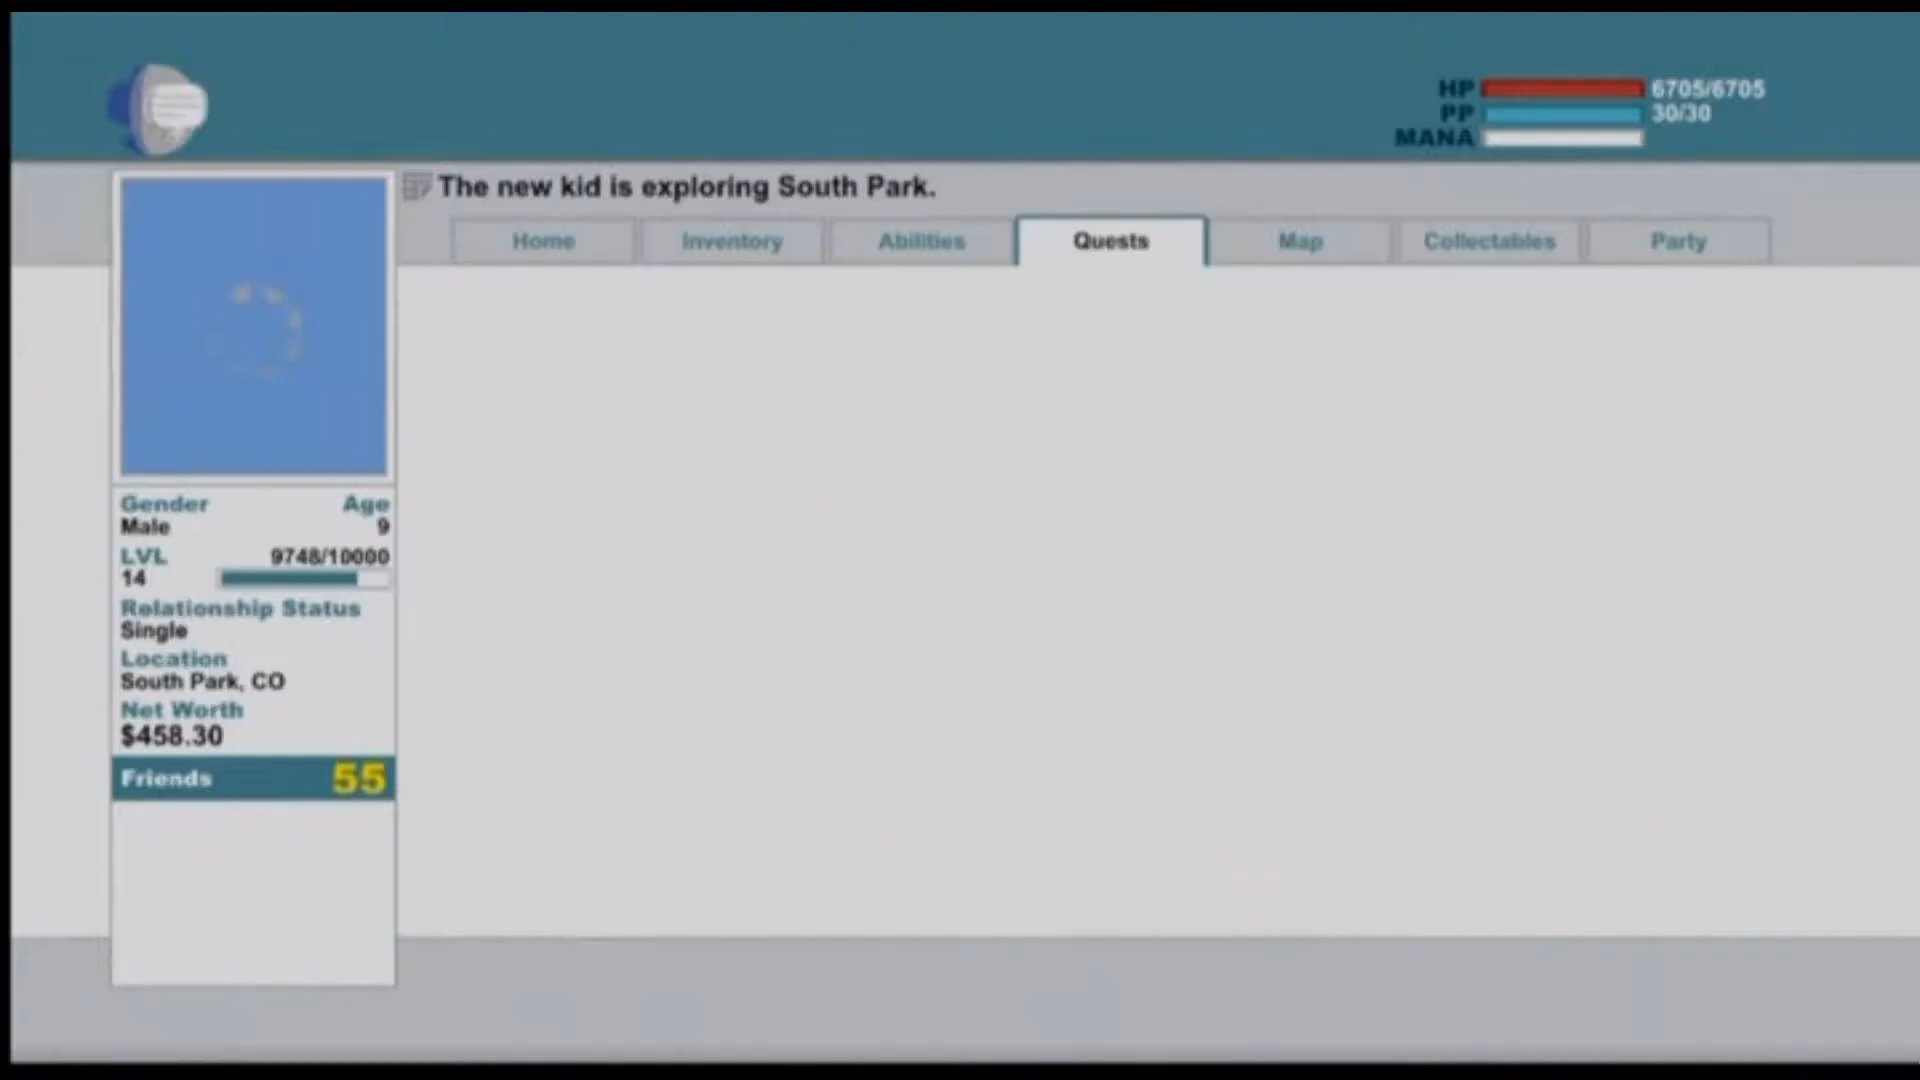 HP 6705/6705
PP 30/30
MANA
The new kid is exploring South Park.
Home Inventory Abilities Quests Map Collectables Party
Gender Age
Male 9
LVL 9748/10000
14
Relationship Status
Single
Location
South Park, CO
Net Worth
$458.30
Friends 55